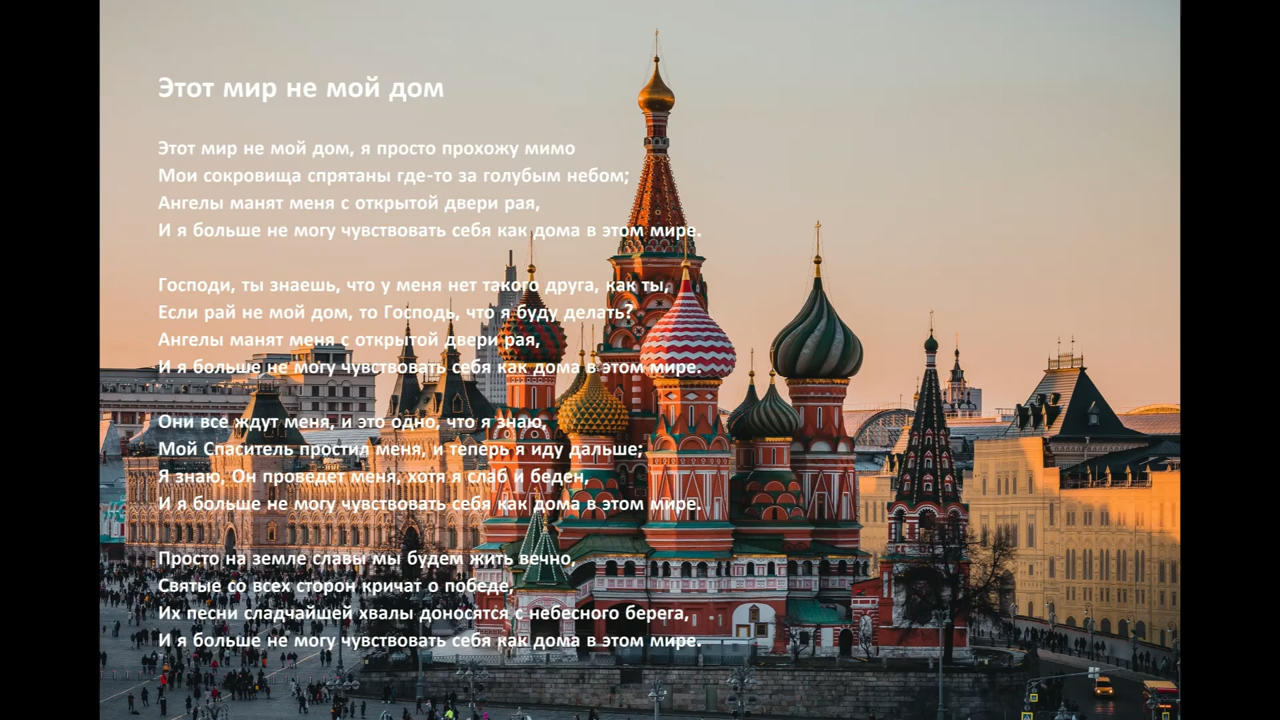 Этот мир не мой дом
Этот мир не мой дом, я просто прохожу мимо
Мои сокровища спрятаны где-то за голубым небом;
Ангелы манят меня с открытой двери рая,
И я больше не могу чувствовать себя как дома в этом мире.
Господи, ты знаешь, что у меня нет такого друга, как ты,
Если рай не мой дом, то Господь, что я буду делать?
Ангелы манят меня с открытой двери рая,
И я больше не могу чувствовать себя как дома в этом мире.
Они все ждут меня, и это одно, что я знаю,
Мой Спаситель простил меня, и теперь я иду дальше;
Я знаю, Он проведет меня, хотя я слаб и беден,
И я больше не могу чувствовать себя как дома в этом мире.
Просто на земле славы мы будем жить вечно,
Святые со всех сторон кричат о победе,
Их песни сладчайшей хвалы доносятся с небесного берега,
И я больше не могу чувствовать себя как дома в этом мире.